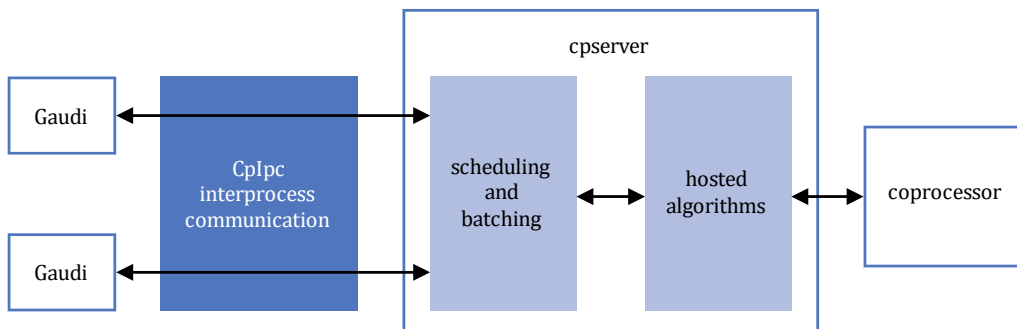 cpserver
Gaudi
CpIpc
interprocess
communication
scheduling
and
batching
hosted
algorithms
coprocessor
Gaudi